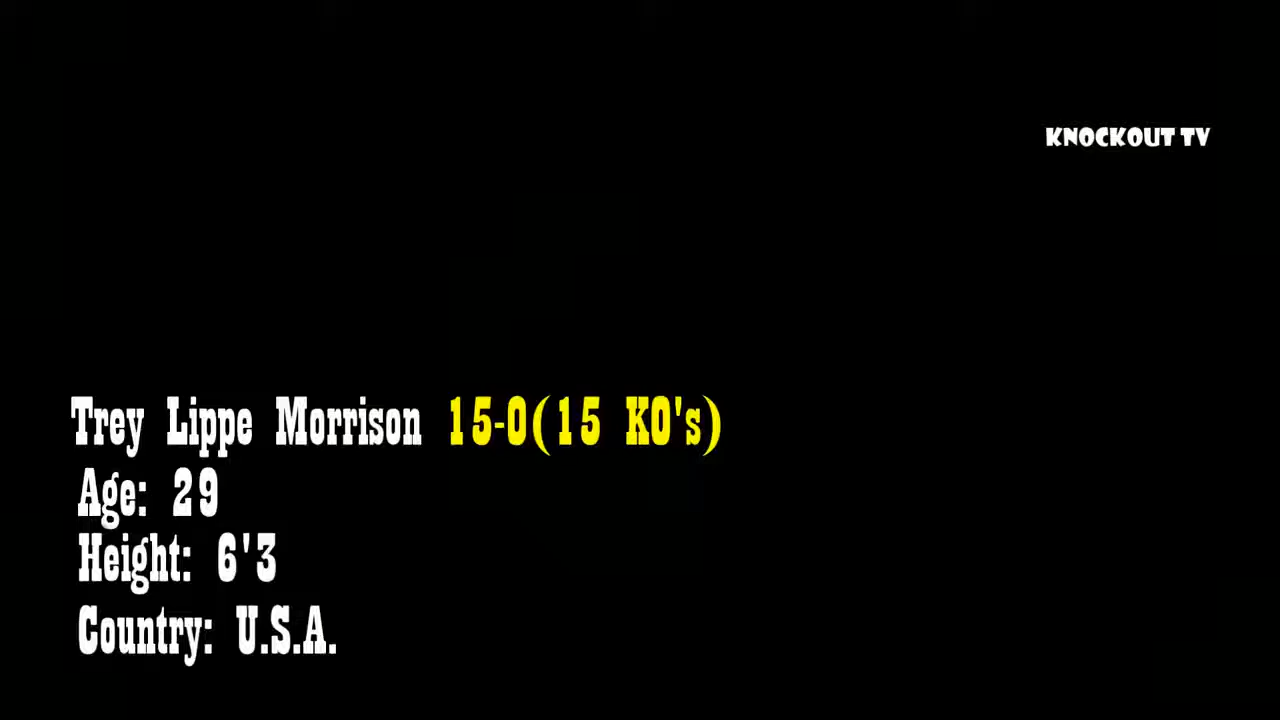 KNOCKOUT TV
Trey Lippe Morrison 15-0(15 KO's)
Age: 29
Height: 6'3
Country: U.S.A.